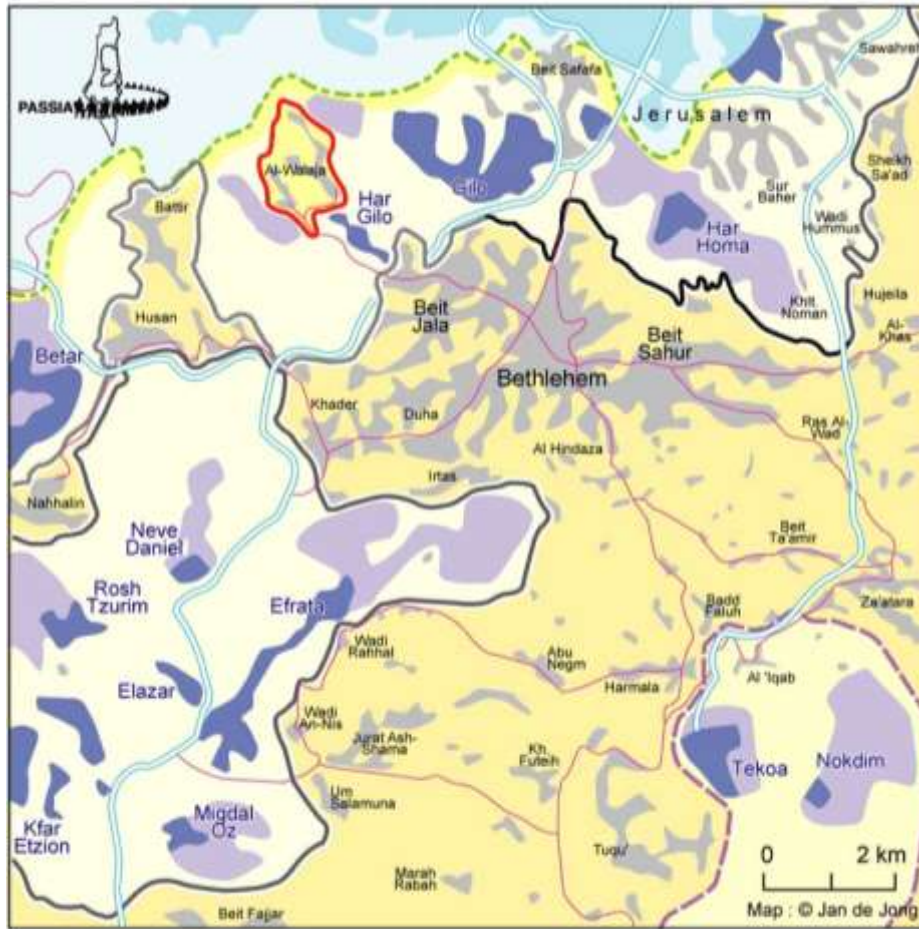 Sawahret
Beit Safafa
PASSIA
Jerusalem
Al-Walaja
Sheikh
Sa'ad
Battir
Har
Gilo
Gilo
Sur
Baher
Wadi
Hummus
Har
Homa
Husan
Khlt
Noman
Hujeila
Beit
Jala
Beit
Sahur
Al-
Khas
Betar
Bethlehem
Khader
Duha
Ras Al-
Wad
Al Hindaza
Irtas
Nahhalin
Neve
Daniel
Beit
Ta'amir
Rosh
Tzurim
Efrata
Badd
Faluh
Za'atara
Wadi
Rahhal
Abu
Negm
Al 'Iqab
Harmala
Elazar
Wadi
An-Nis
Jurat Ash-
Shama
Kh
Futeih
Tekoa
Nokdim
Um
Salamuna
Migdal
Oz
Kfar
Etzion
Tuqu'
0 2 km
Marah
Rabah
Map : © Jan de Jong
Beit Fajjar